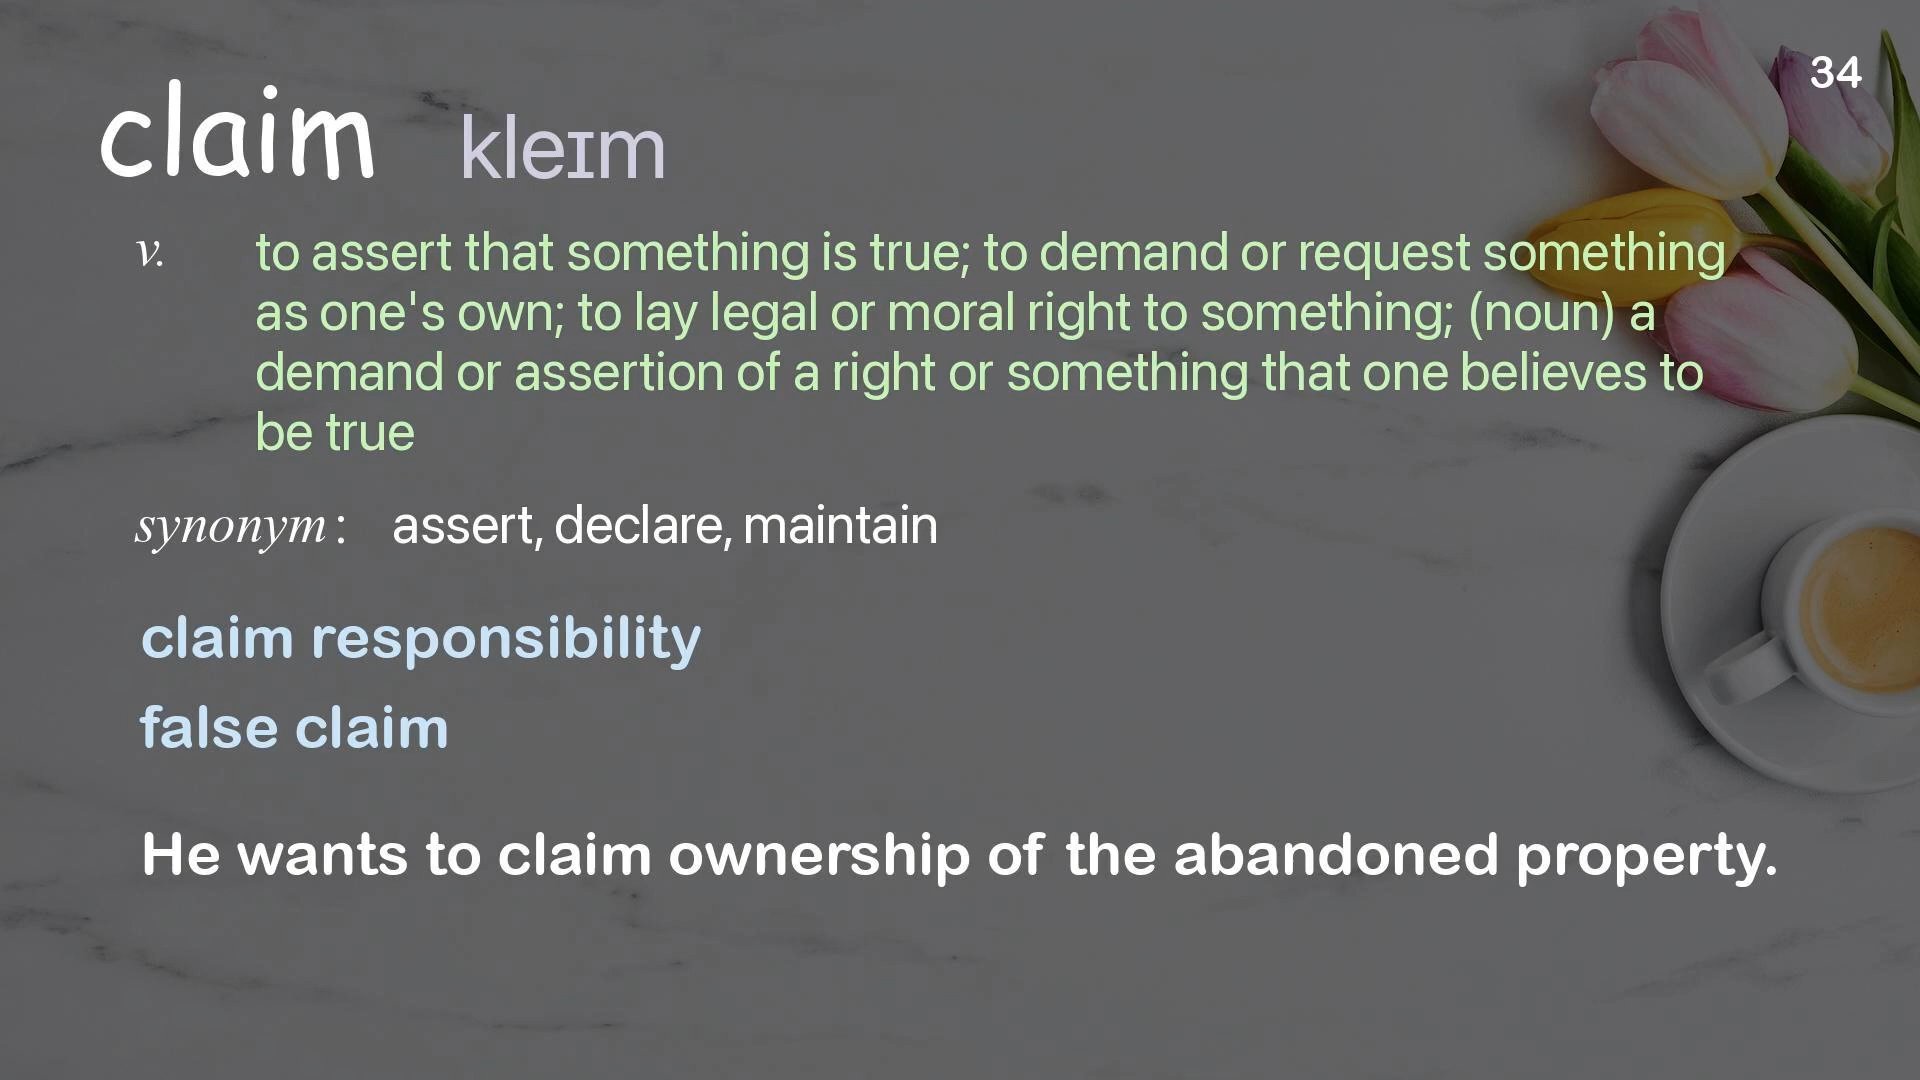 34
claim kleɪm
v. to assert that something is true; to demand or request something
as one's own; to lay legal or moral right to something; (noun) a
demand or assertion of a right or something that one believes to
be true
synonym: assert, declare, maintain
claim responsibility
false claim
He wants to claim ownership of the abandoned property.